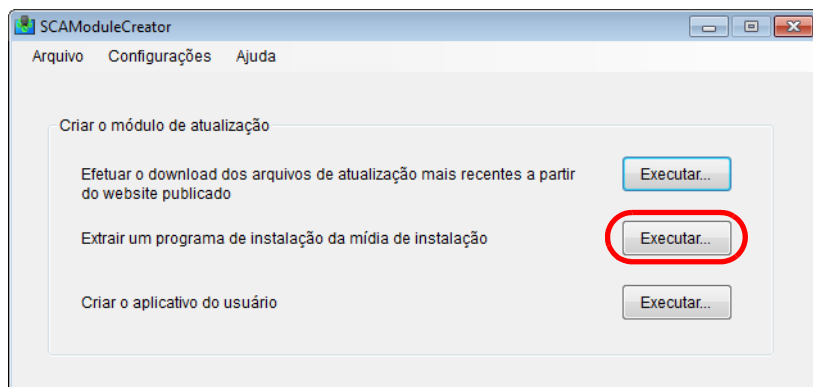 SCAModuleCreator
Arquivo Configurações Ajuda
Criar o módulo de atualização
Efetuar o download dos arquivos de atualização mais recentes a partir
do website publicado
Executar...
Extrair um programa de instalação da mídia de instalação
Executar...
Criar o aplicativo do usuário
Executar...